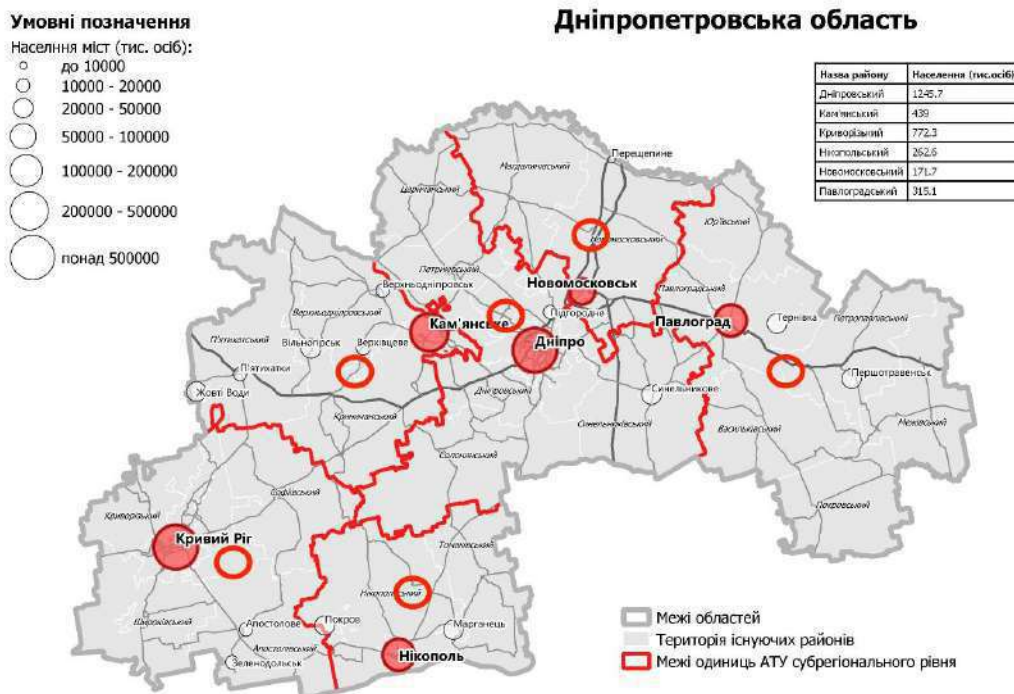 Дніпропетровська область
Умовні позначення
Населння міст (тис. осіб):
до 10000
10000 - 20000
20000 - 50000
50000 - 100000
100000 - 200000
200000 - 500000
понад 500000
Назва району Населення (тис.осіб)
Дніпровський 1245.7
Кам'янський 439
Криворізький 772.3
Нікопольський 262.6
Новомосковський 171.7
Павлоградський 315.1
Перещепине
Магдалинівський
Царичанський
Юр'ївський
Новомосковський
Петриківський
Новомосковськ
Павлоградський
Верхньодніпровськ
Підгородне
Кам'янське
Павлоград
Тернівка
Петропавлівський
Верхньодніпровський
Дніпро
П'ятихатський
Вільногірськ
Верхівцеве
П'ятихатки
Першотравенськ
Жовті Води
Дніпровський
Синельникове
Криничанський
Синельниківський
Васильківський
Межівський
Солонянський
Софіївський
Покровський
Криворізький
Кривий Ріг
Томаківський
Нікопольський
Широківський
Апостолове
Покров
Марганець
Апостолівський
Нікополь
Зеленодольськ
Межі областей
Територія існуючих районів
Межі одиниць АТУ субрегіонального рівня